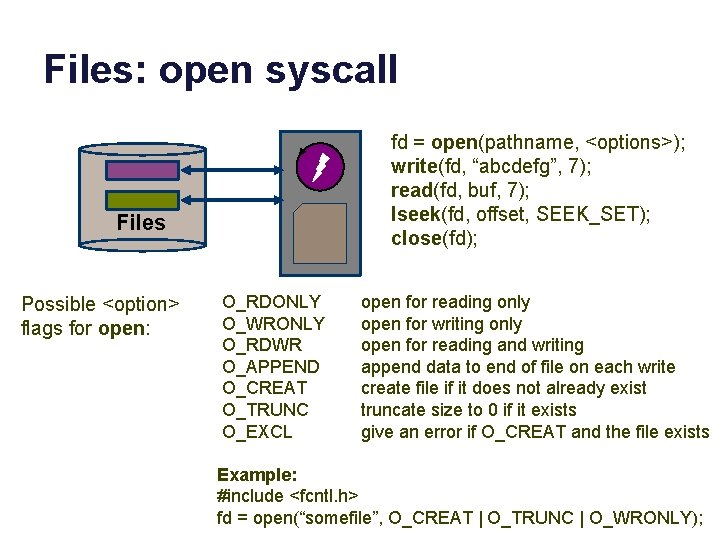 Files: open syscall
fd = open(pathname, <options>);
write(fd, “abcdefg”, 7);
read(fd, buf, 7);
lseek(fd, offset, SEEK_SET);
close(fd);
Files
Possible <option>
flags for open:
O_RDONLY open for reading only
O_WRONLY open for writing only
O_RDWR open for reading and writing
O_APPEND append data to end of file on each write
O_CREAT create file if it does not already exist
O_TRUNC truncate size to 0 if it exists
O_EXCL give an error if O_CREAT and the file exists
Example:
#include <fcntl.h>
fd = open(“somefile”, O_CREAT | O_TRUNC | O_WRONLY);